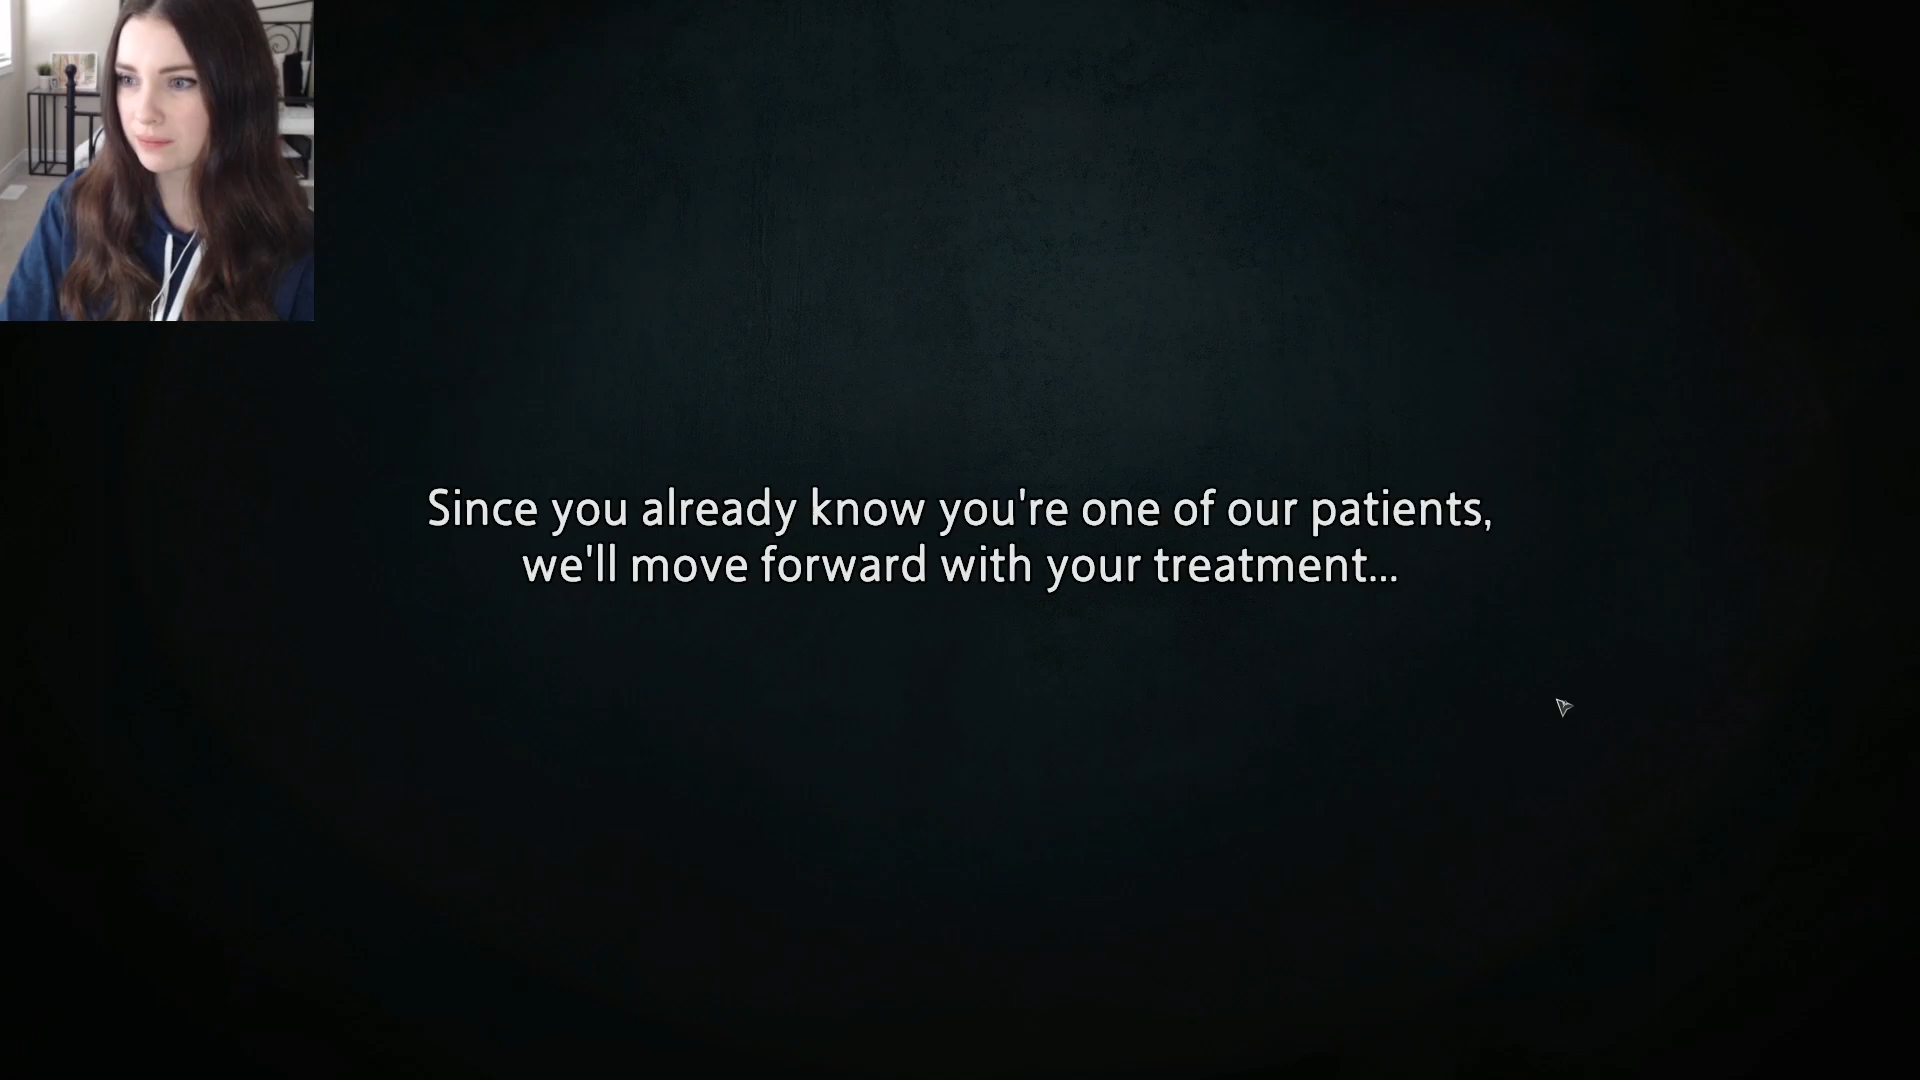 Since you already know you're one of our patients,
we'll move forward with your treatment...